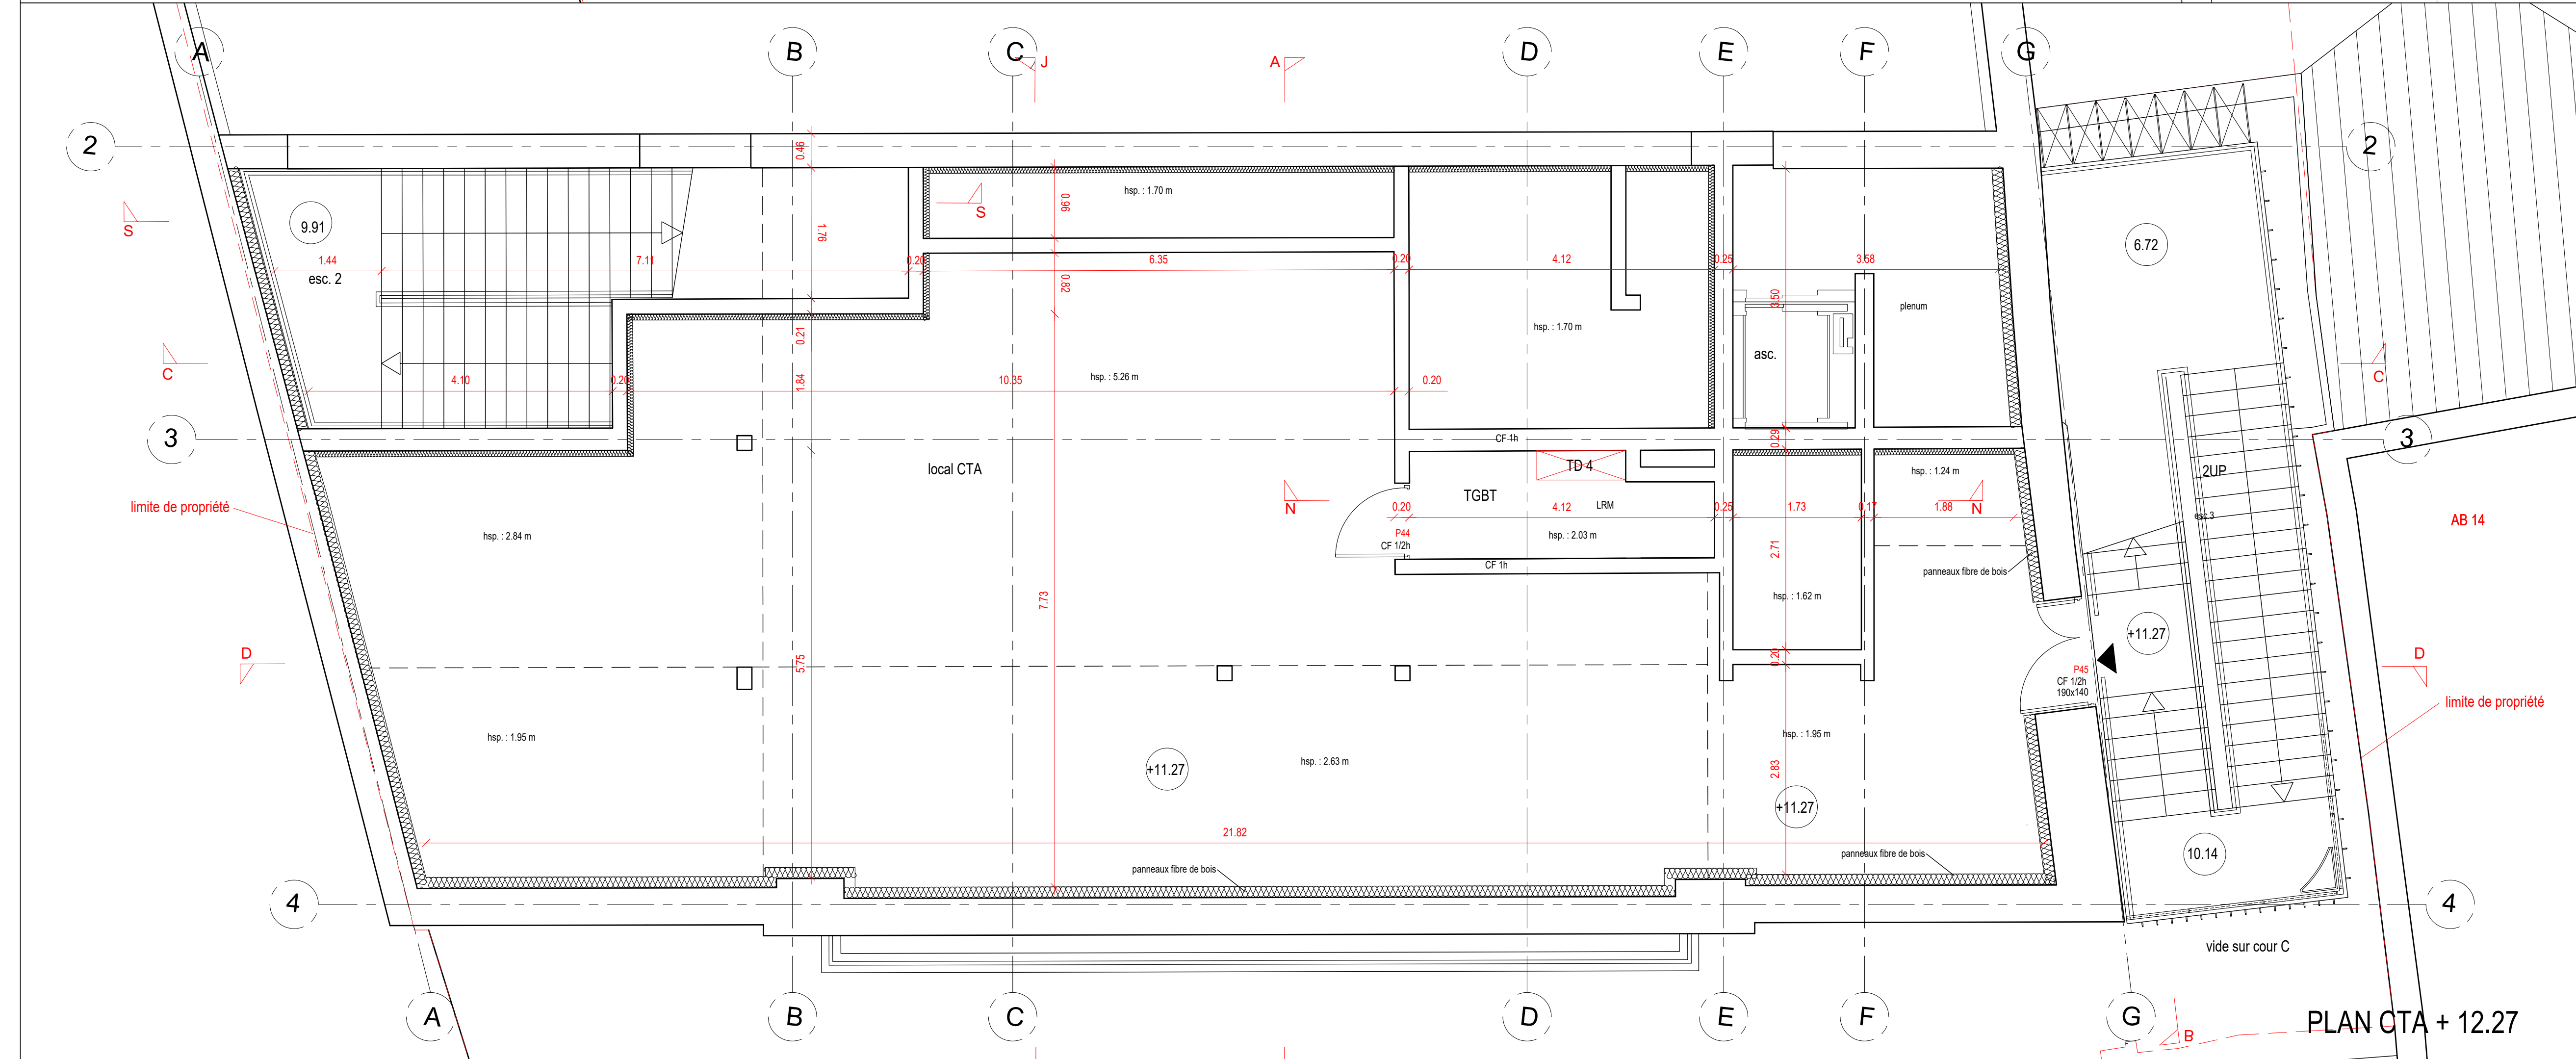 A
B
C
D
E
F
G
J
A
2
2
0.46
hsp. : 1.70 m
S
S
9.91
0.96
1.76
6.72
1.44
7.11
0.20
6.35
0.20
4.12
0.25
3.58
esc. 2
0.82
3.50
plenum
hsp. : 1.70 m
0.21
asc.
C
C
4.10
0.20
1.84
10.35
hsp. : 5.26 m
0.20
3
3
CF 1h
0.29
local CTA
TD 4
hsp. : 1.24 m
2UP
TGBT
limite de propriété
N
0.20
4.12
LRM
0.25
1.73
0.17
1.88
N
esc.3
AB 14
P44
CF 1/2h
hsp. : 2.84 m
hsp. : 2.03 m
2.71
CF 1h
panneaux fibre de bois
7.73
hsp. : 1.62 m
+11.27
D
5.75
0.20
D
P45
CF 1/2h
190x140
limite de propriété
hsp. : 1.95 m
hsp. : 1.95 m
hsp. : 2.63 m
+11.27
2.83
+11.27
21.82
panneaux fibre de bois
panneaux fibre de bois
10.14
4
4
vide sur cour C
A
B
C
D
E
F
G
B
PLAN CTA + 12.27